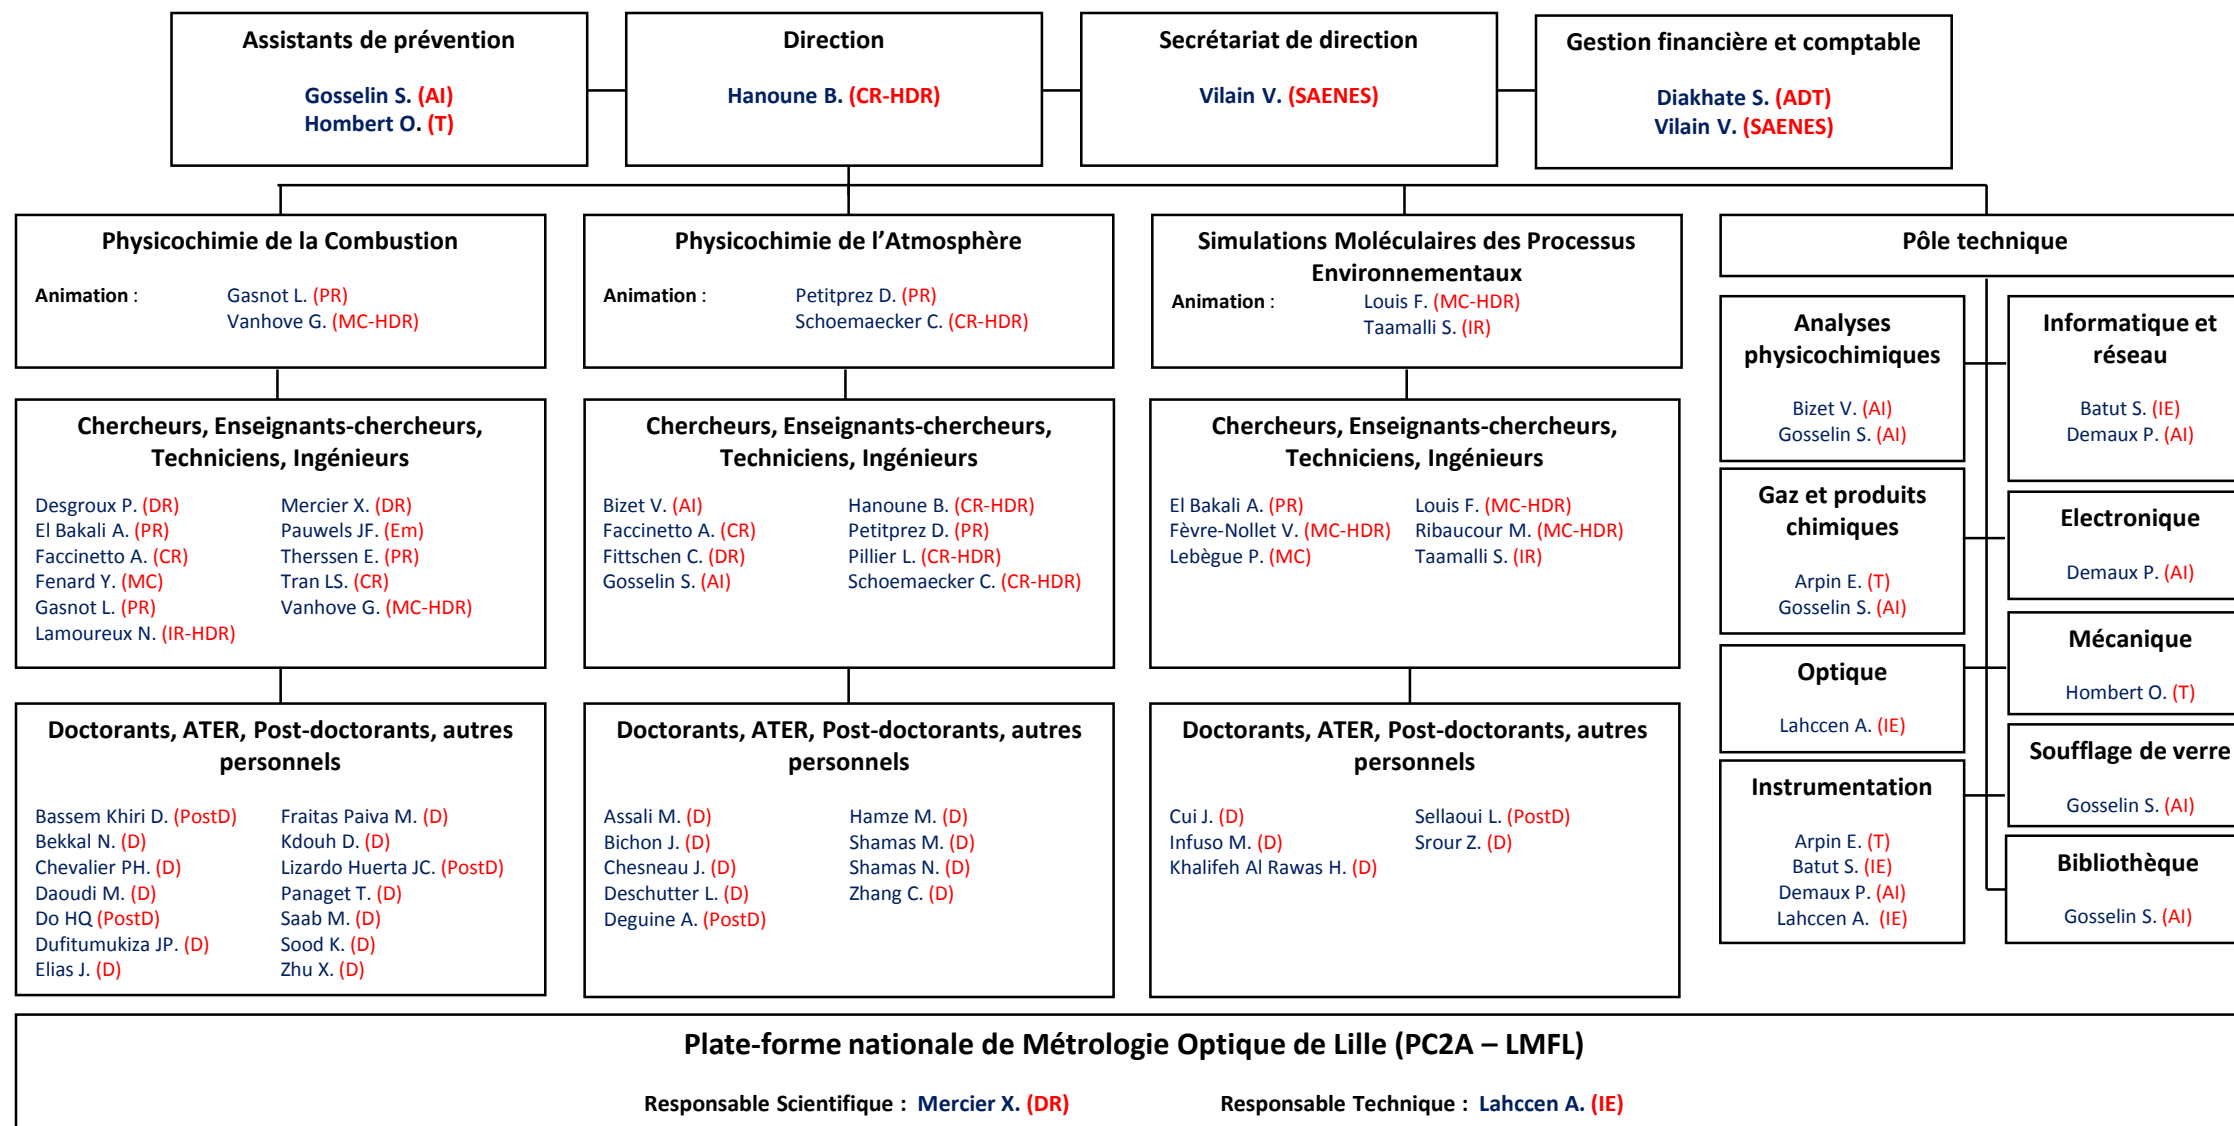 Assistants de prévention
Gosselin S. (AI)
Hombert O. (T)
Direction
Hanoune B. (CR-HDR)
Secrétariat de direction
Vilain V. (SAENES)
Gestion financière et comptable
Diakhate S. (ADT)
Vilain V. (SAENES)
Physicochimie de la Combustion
Animation : Gasnot L. (PR)
Vanhove G. (MC-HDR)
Physicochimie de l’Atmosphère
Animation : Petitprez D. (PR)
Schoemaecker C. (CR-HDR)
Simulations Moléculaires des Processus
Environnementaux
Animation : Louis F. (MC-HDR)
Taamalli S. (IR)
Pôle technique
Chercheurs, Enseignants-chercheurs,
Techniciens, Ingénieurs
Desgroux P. (DR) Mercier X. (DR)
El Bakali A. (PR) Pauwels JF. (Em)
Faccinetto A. (CR) Therssen E. (PR)
Fenard Y. (MC) Tran LS. (CR)
Gasnot L. (PR) Vanhove G. (MC-HDR)
Lamoureux N. (IR-HDR)
Chercheurs, Enseignants-chercheurs,
Techniciens, Ingénieurs
Bizet V. (AI) Hanoune B. (CR-HDR)
Faccinetto A. (CR) Petitprez D. (PR)
Fittschen C. (DR) Pillier L. (CR-HDR)
Gosselin S. (AI) Schoemaecker C. (CR-HDR)
Chercheurs, Enseignants-chercheurs,
Techniciens, Ingénieurs
El Bakali A. (PR) Louis F. (MC-HDR)
Fèvre-Nollet V. (MC-HDR) Ribaucour M. (MC-HDR)
Lebègue P. (MC) Taamalli S. (IR)
Doctorants, ATER, Post-doctorants, autres
personnels
Bassem Khiri D. (PostD) Fraitas Paiva M. (D)
Bekkal N. (D) Kdouh D. (D)
Chevalier PH. (D) Lizardo Huerta JC. (PostD)
Daoudi M. (D) Panaget T. (D)
Do HQ (PostD) Saab M. (D)
Dufitumukiza JP. (D) Sood K. (D)
Elias J. (D) Zhu X. (D)
Doctorants, ATER, Post-doctorants, autres
personnels
Assali M. (D) Hamze M. (D)
Bichon J. (D) Shamas M. (D)
Chesneau J. (D) Shamas N. (D)
Deschutter L. (D) Zhang C. (D)
Deguine A. (PostD)
Doctorants, ATER, Post-doctorants, autres
personnels
Cui J. (D) Sellaoui L. (PostD)
Infuso M. (D) Srour Z. (D)
Khalifeh Al Rawas H. (D)
Analyses
physicochimiques
Bizet V. (AI)
Gosselin S. (AI)
Informatique et
réseau
Batut S. (IE)
Demaux P. (AI)
Gaz et produits
chimiques
Arpin E. (T)
Gosselin S. (AI)
Electronique
Demaux P. (AI)
Optique
Lahccen A. (IE)
Mécanique
Hombert O. (T)
Instrumentation
Arpin E. (T)
Batut S. (IE)
Demaux P. (AI)
Lahccen A. (IE)
Soufflage de verre
Gosselin S. (AI)
Bibliothèque
Gosselin S. (AI)
Plate-forme nationale de Métrologie Optique de Lille (PC2A – LMFL)
Responsable Scientifique : Mercier X. (DR) Responsable Technique : Lahccen A. (IE)